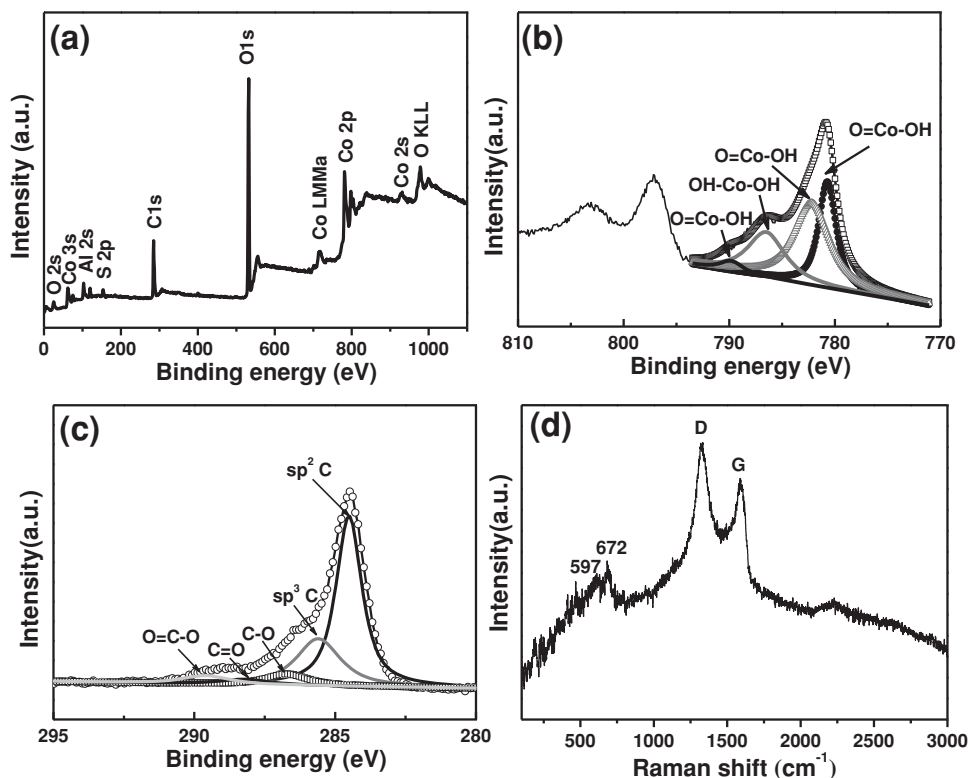 (a)
Intensity (a.u.)
O 2s
Co 3s
Al 2s
S 2p
C1s
O1s
Co LMMa
Co 2p
Co 2s
O KLL
0 200 400 600 800 1000
Binding energy (eV)
(b)
Intensity (a.u.)
O=Co-OH
O=Co-OH
OH-Co-OH
O=Co-OH
810 800 790 780 770
Binding energy (eV)
(c)
Intensity(a.u.)
sp² C
sp³ C
C-O
C=O
O=C-O
295 290 285 280
Binding energy (eV)
(d)
Intensity(a.u.)
D
G
672
597
500 1000 1500 2000 2500 3000
Raman shift (cm⁻¹)